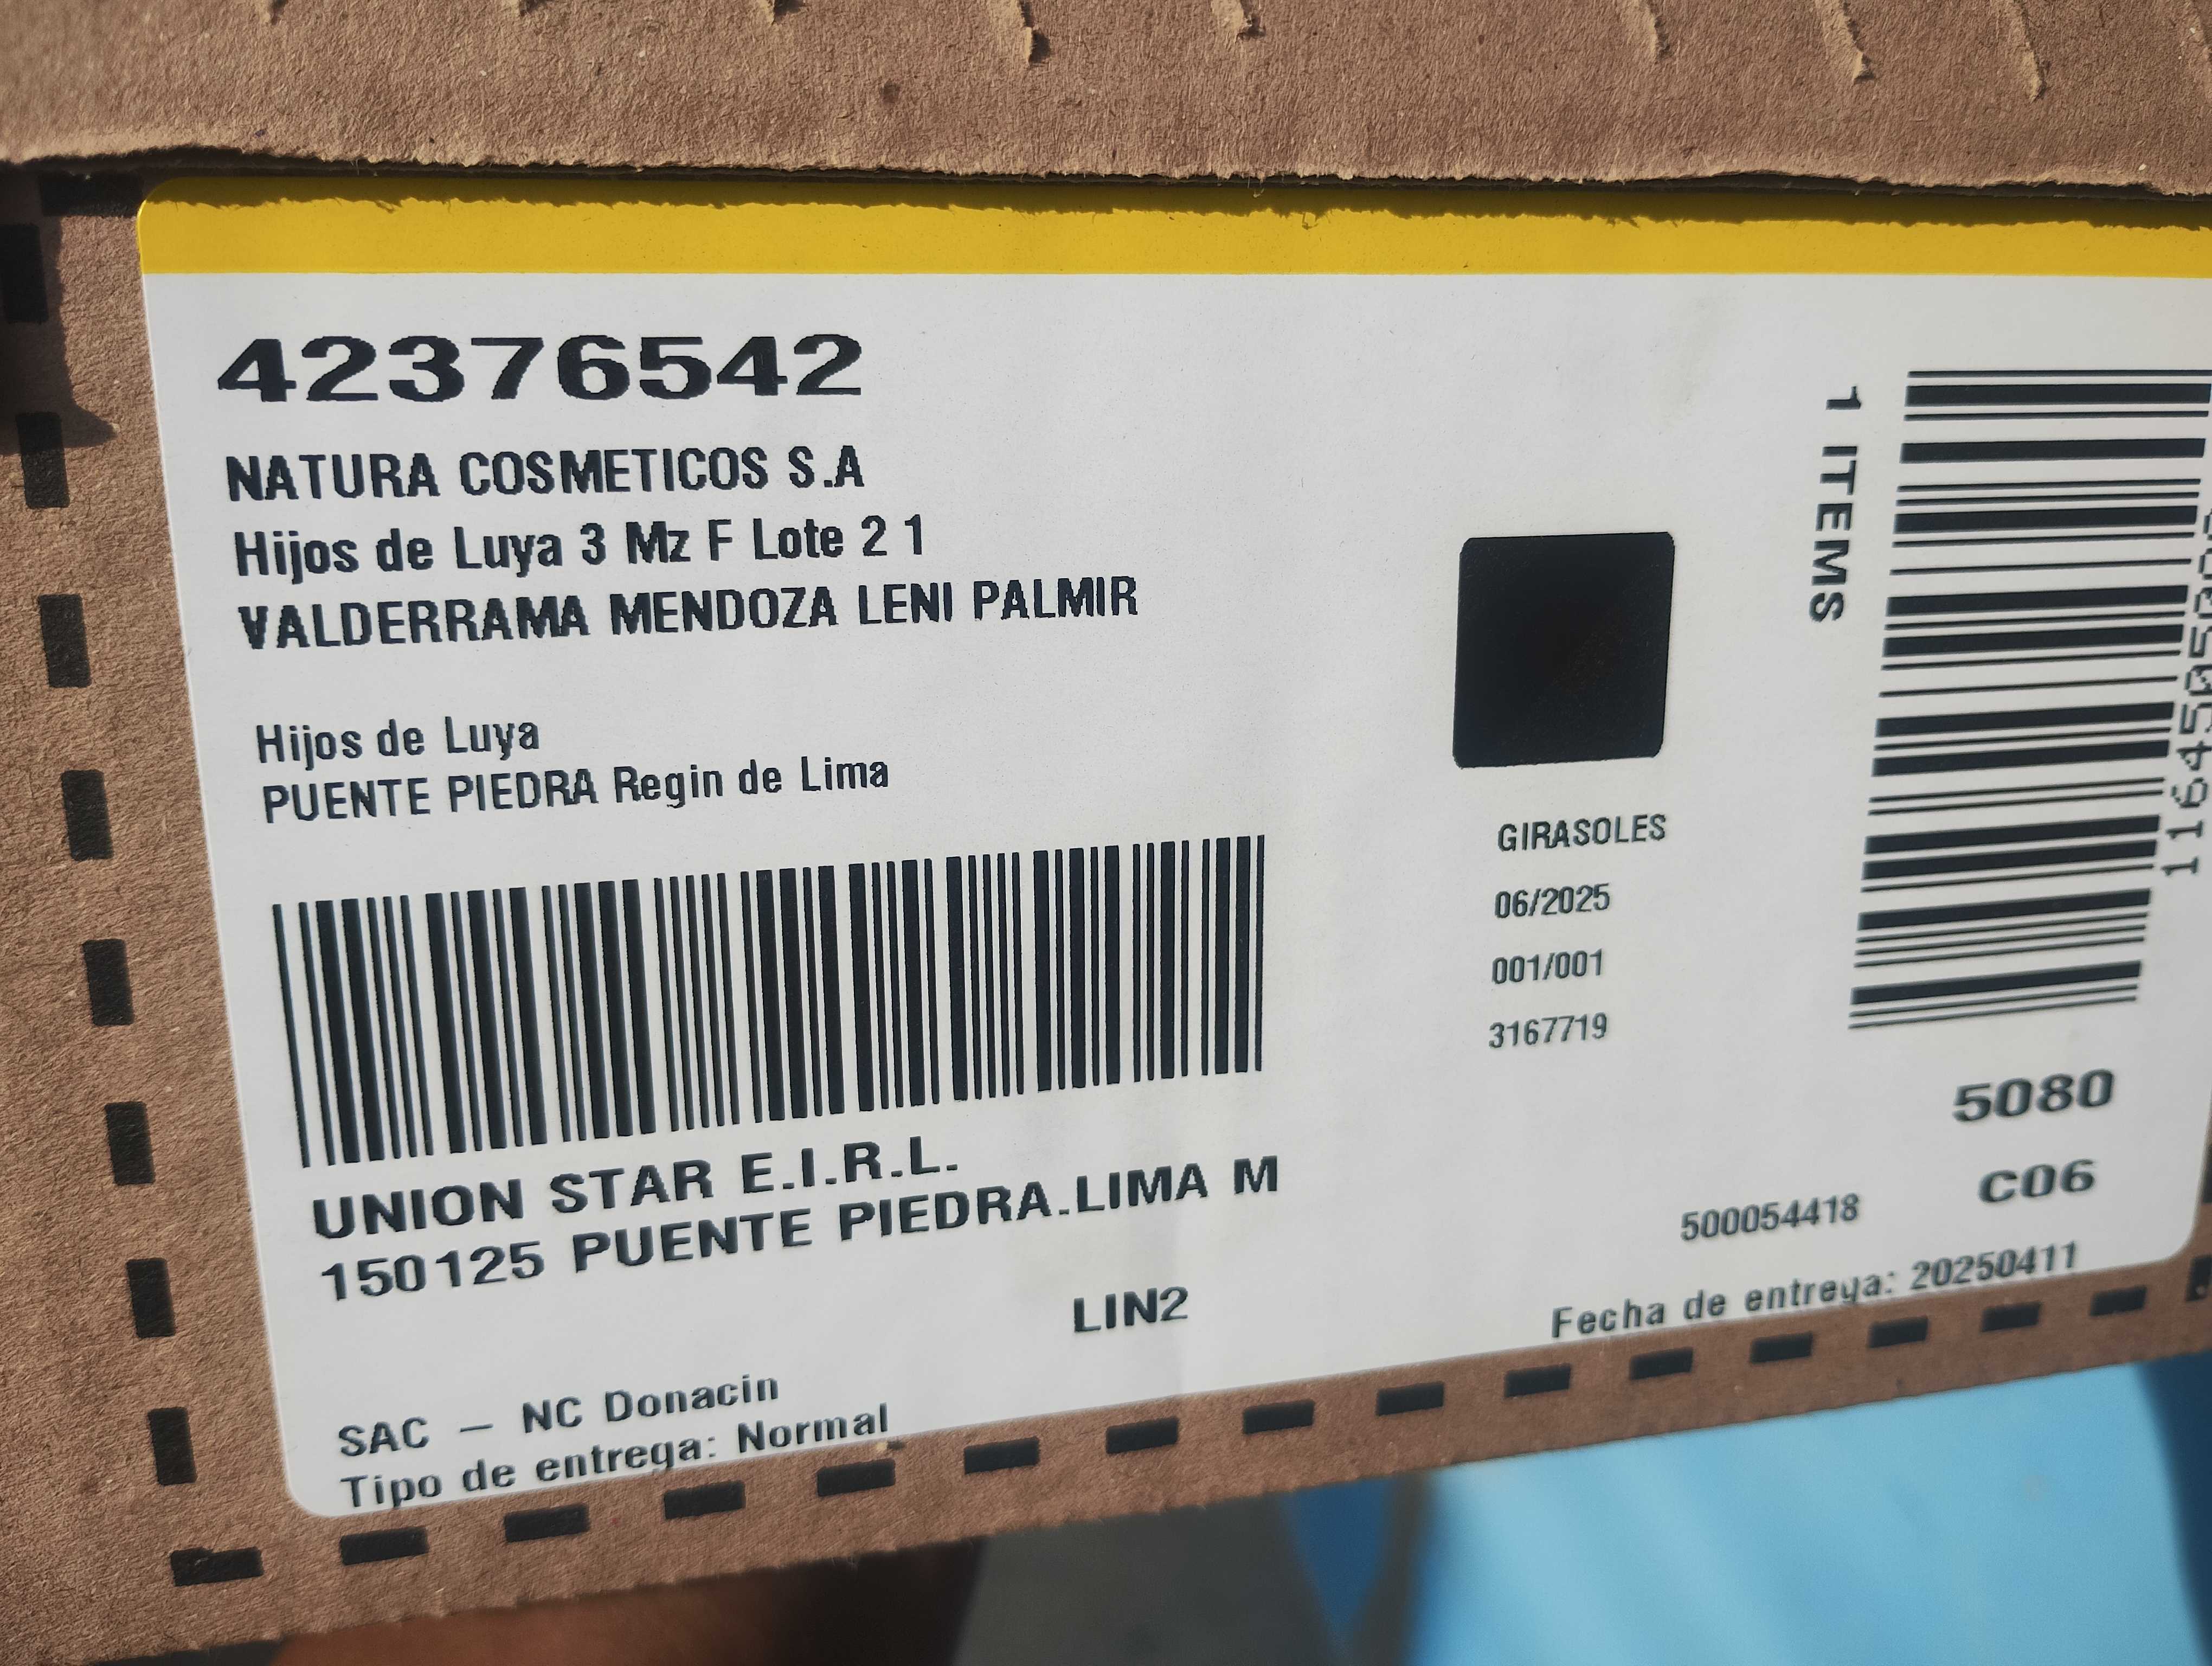 42376542
NATURA COSMETICOS S.A
Hijos de Luya 3 Mz F Lote 2 1
VALDERRAMA MENDOZA LENI PALMIR
Hijos de Luya
PUENTE PIEDRA Regin de Lima
UNION STAR E.I.R.L.
150125 PUENTE PIEDRA.LIMA M
LIN2
SAC – NC Donacin
Tipo de entrega: Normal
GIRASOLES
06/2025
001/001
3167719
1 ITEMS
5080
C06
500054418
Fecha de entrega: 20250411